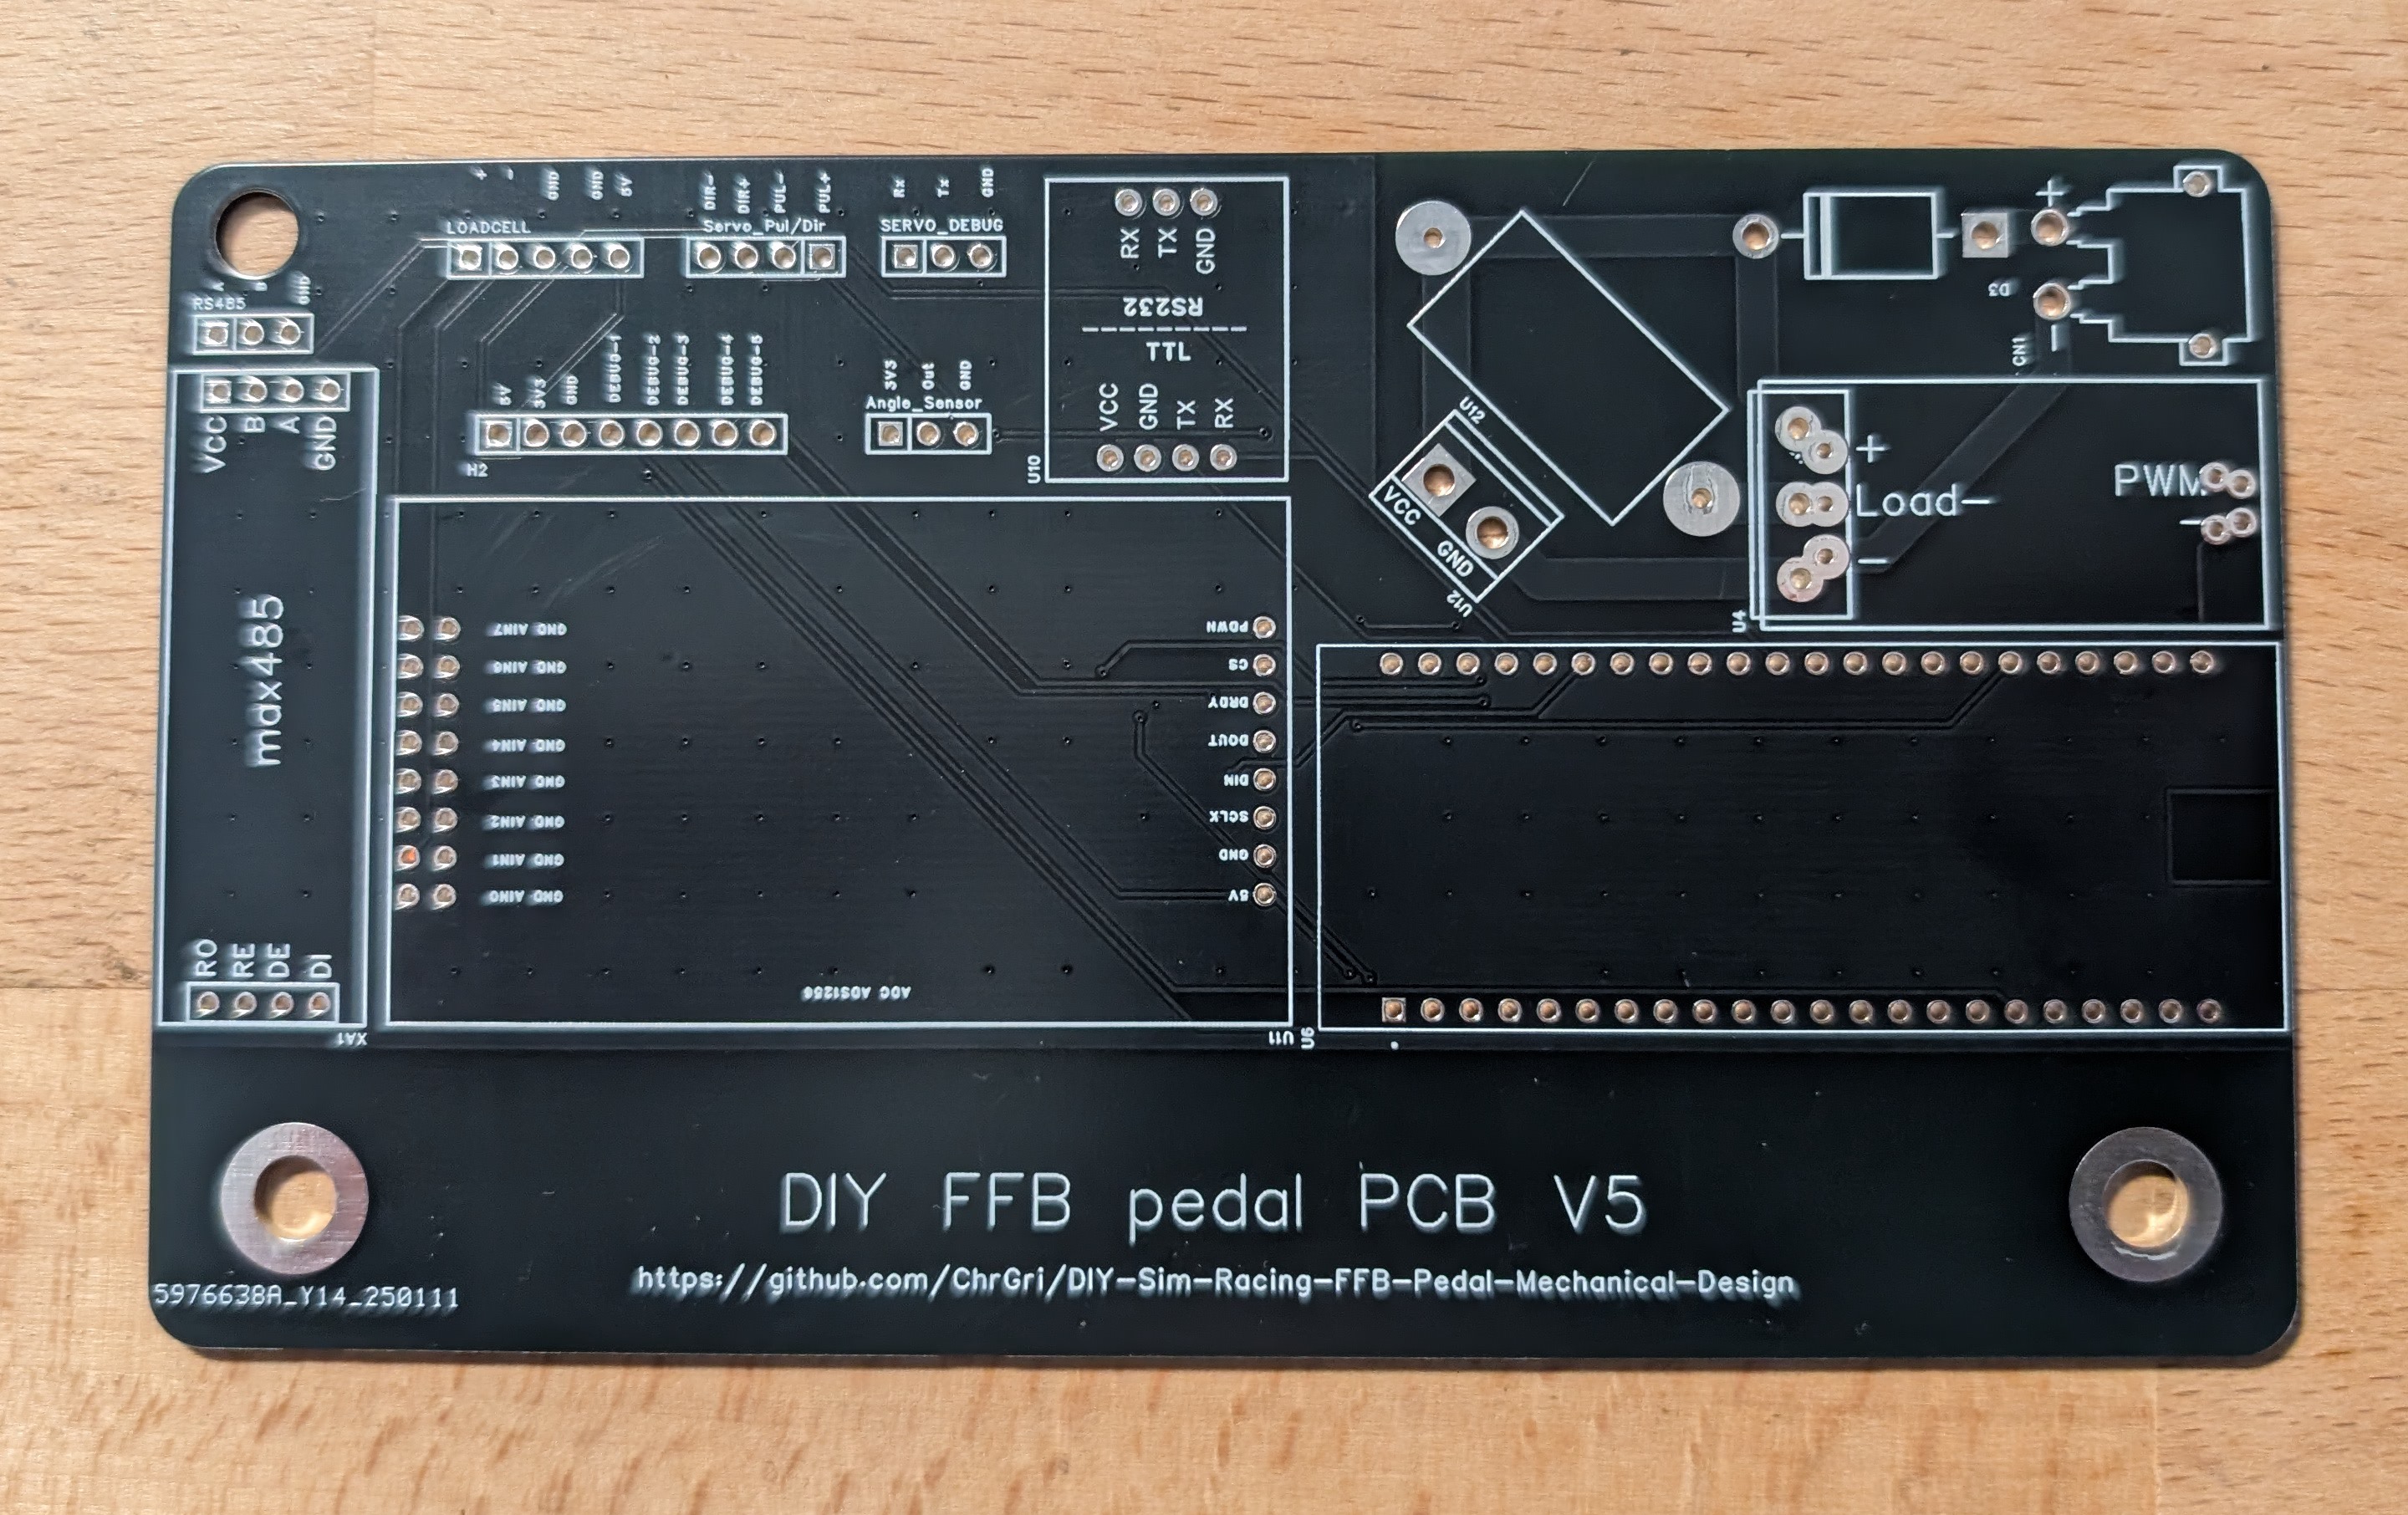 + - GND GND 5V
LOADCELL
DIR- DIR+ PUL- PUL+
Servo_Pul/Dir
Rx Tx GND
SERVO_DEBUG
RX TX GND
RS232
TTL
VCC GND TX RX
U10
A B GND
RS485
VCC B A GND
max485
RO RE DE DI
XA1
5V 3V3 GND DEBUG-1 DEBUG-2 DEBUG-3 DEBUG-4 DEBUG-5
H2
3V3 Out GND
Angle_Sensor
U12
VCC GND
U12
D3
+
-
CN1
+
Load-
-
PWM
-
U4
AIN7 GND
AIN6 GND
AIN5 GND
AIN4 GND
AIN3 GND
AIN2 GND
AIN1 GND
AIN0 GND
PDWN
CS
DRDY
DOUT
DIN
SCLK
GND
5V
ADC ADS1256
U11
U6
DIY FFB pedal PCB V5
https://github.com/ChrGri/DIY-Sim-Racing-FFB-Pedal-Mechanical-Design
5976638A_Y14_250111